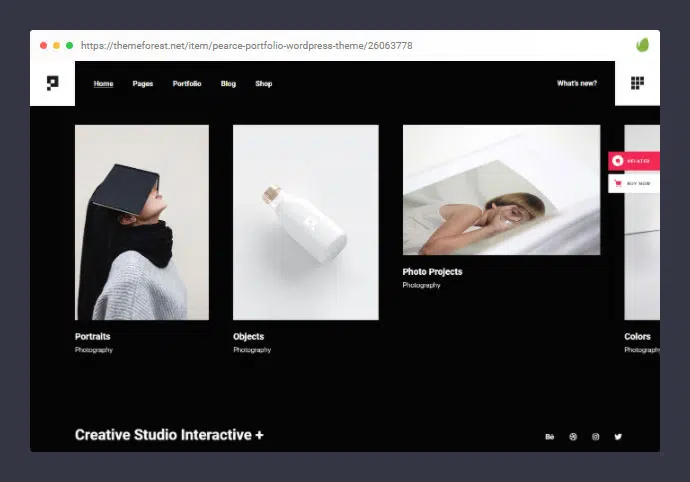 https://themeforest.net/item/pearce-portfolio-wordpress-theme/26063778
Home Pages Portfolio Blog Shop What's new?
RELATED
BUY NOW
Photo Projects
Photography
Portraits Objects Colors
Photography Photography Photography
Creative Studio Interactive +
Bē